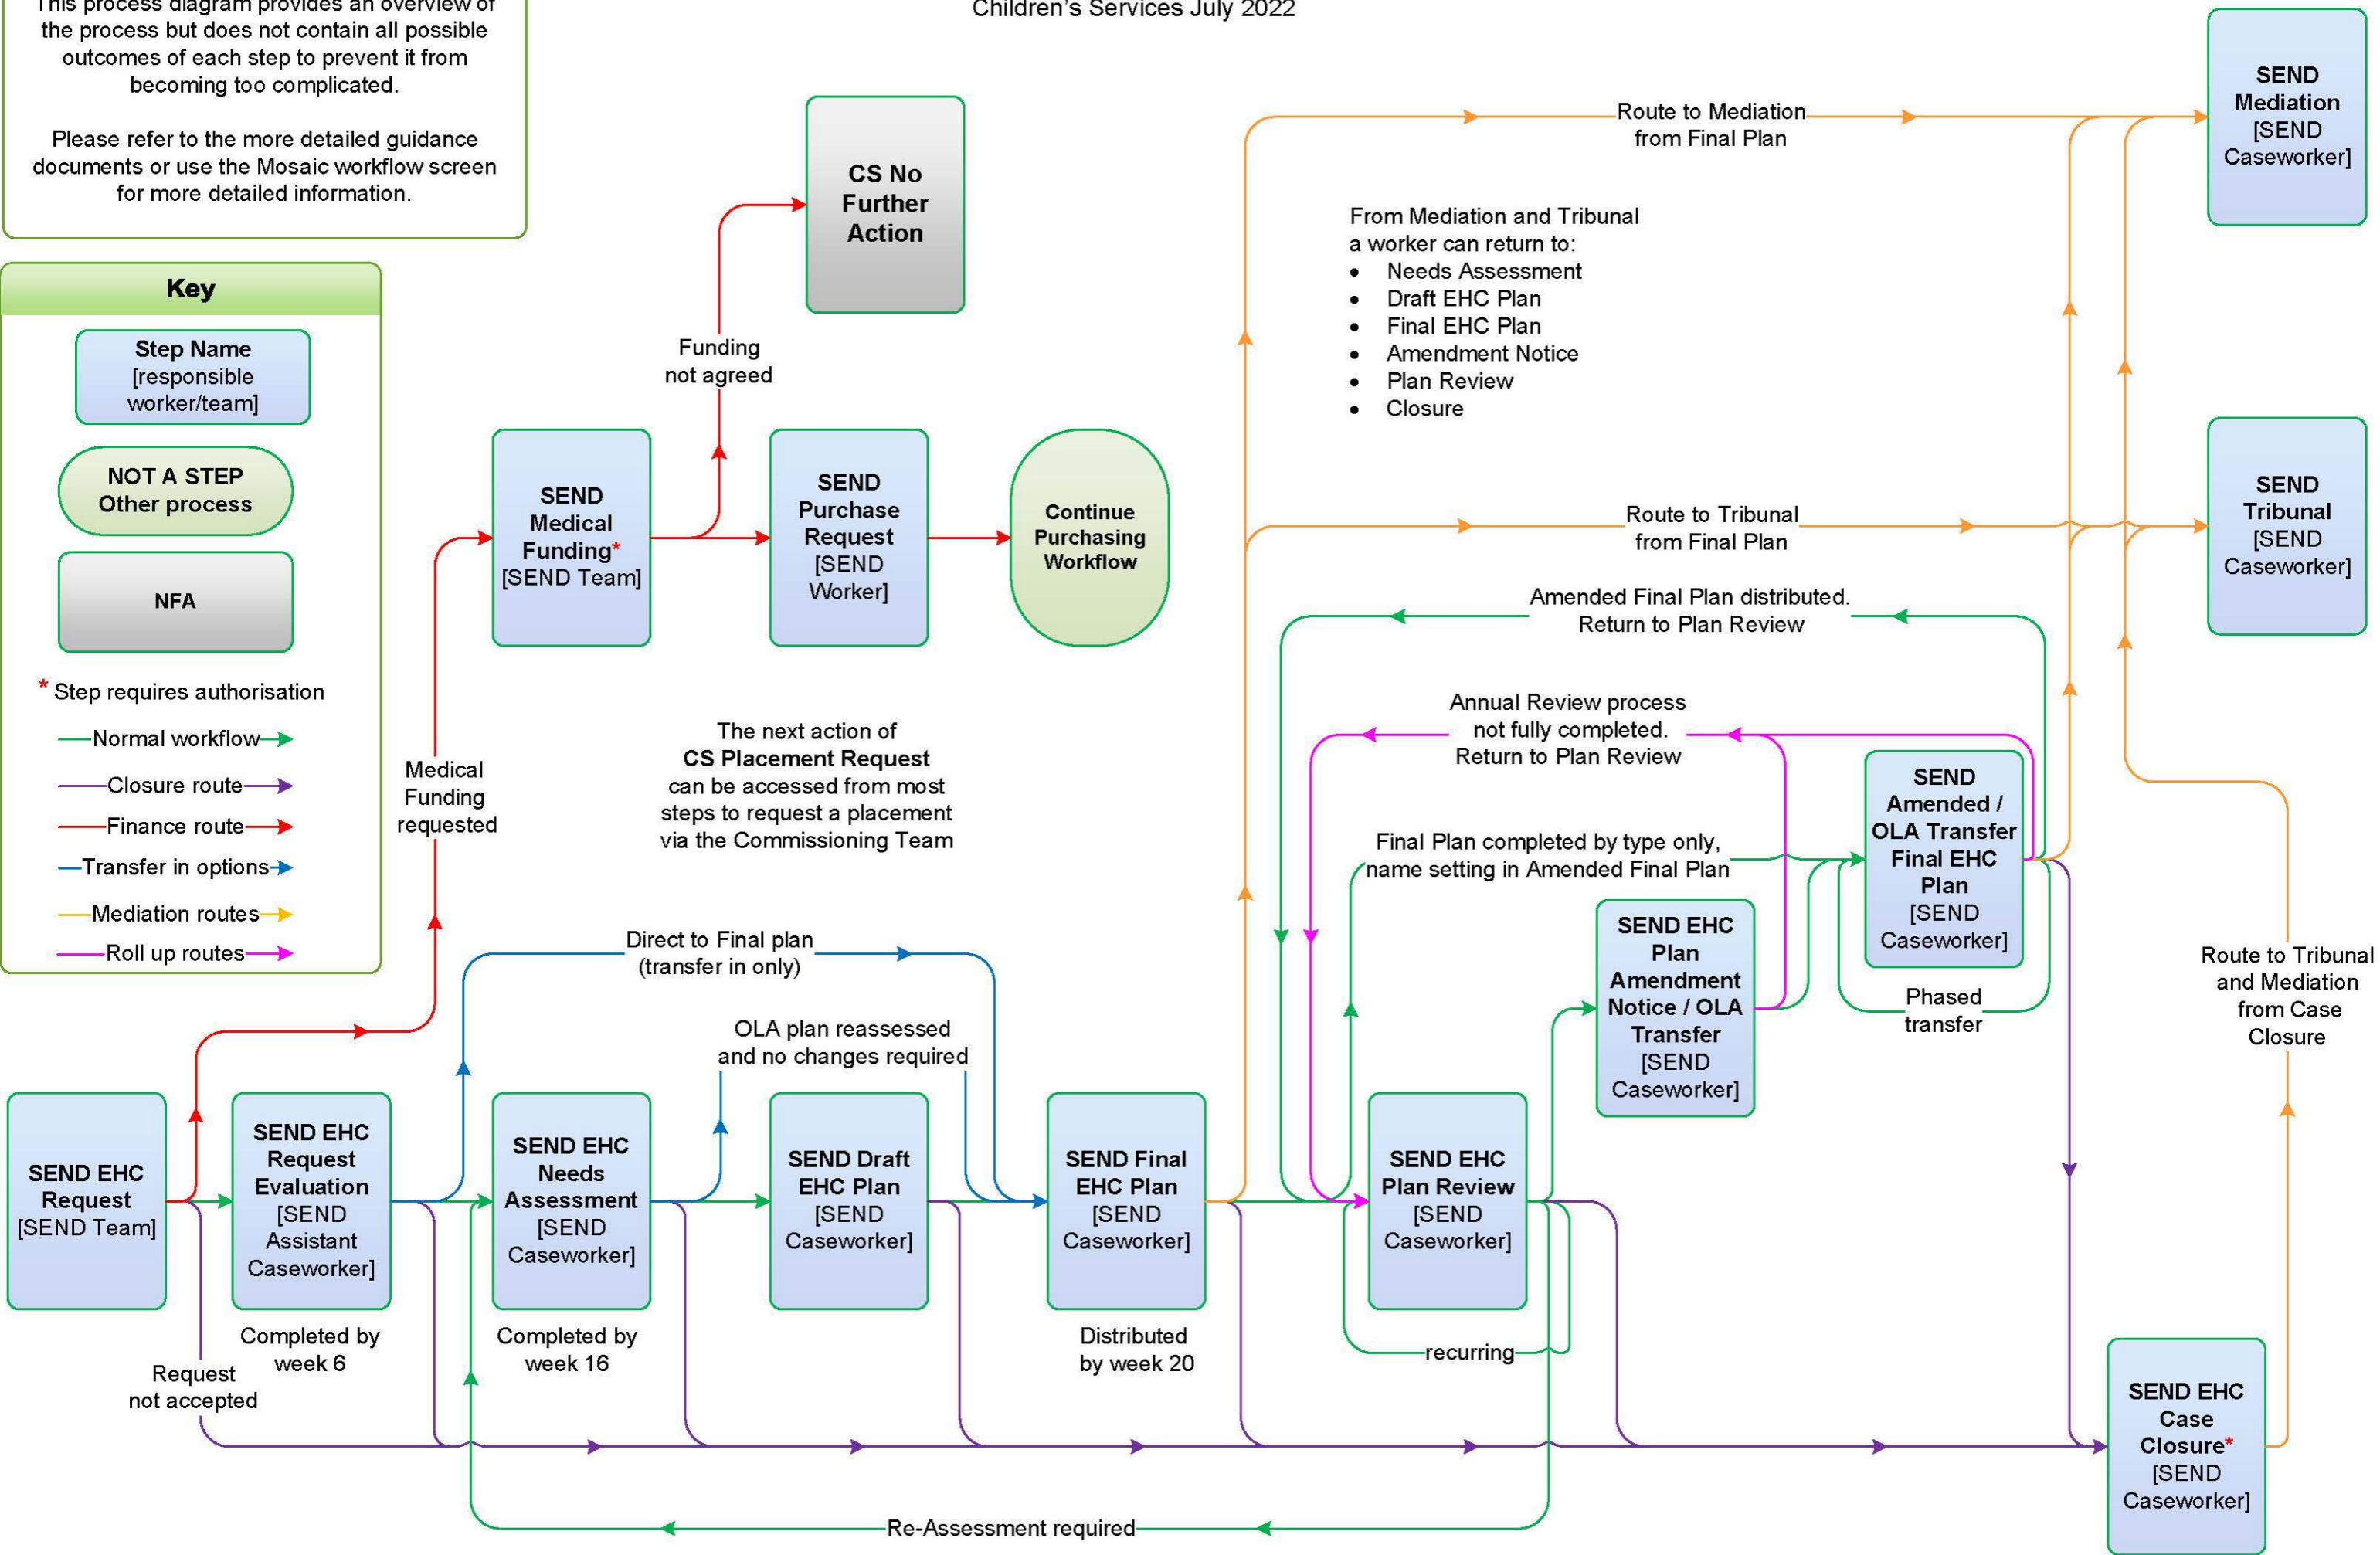 This process diagram provides an overview of
the process but does not contain all possible
outcomes of each step to prevent it from
becoming too complicated.
Please refer to the more detailed guidance
documents or use the Mosaic workflow screen
for more detailed information.
Children's Services July 2022
Key
Step Name
[responsible
worker/team]
NOT A STEP
Other process
NFA
* Step requires authorisation
Normal workflow
Closure route
Finance route
Transfer in options
Mediation routes
Roll up routes
CS No
Further
Action
Funding
not agreed
SEND
Medical
Funding*
[SEND Team]
SEND
Purchase
Request
[SEND
Worker]
Continue
Purchasing
Workflow
Medical
Funding
requested
The next action of
CS Placement Request
can be accessed from most
steps to request a placement
via the Commissioning Team
Route to Mediation
from Final Plan
SEND
Mediation
[SEND
Caseworker]
From Mediation and Tribunal
a worker can return to:
• Needs Assessment
• Draft EHC Plan
• Final EHC Plan
• Amendment Notice
• Plan Review
• Closure
Route to Tribunal
from Final Plan
SEND
Tribunal
[SEND
Caseworker]
Amended Final Plan distributed.
Return to Plan Review
Annual Review process
not fully completed.
Return to Plan Review
Final Plan completed by type only,
name setting in Amended Final Plan
SEND
Amended /
OLA Transfer
Final EHC
Plan
[SEND
Caseworker]
Phased
transfer
SEND EHC
Plan
Amendment
Notice / OLA
Transfer
[SEND
Caseworker]
Route to Tribunal
and Mediation
from Case
Closure
Direct to Final plan
(transfer in only)
OLA plan reassessed
and no changes required
SEND EHC
Request
[SEND Team]
SEND EHC
Request
Evaluation
[SEND
Assistant
Caseworker]
SEND EHC
Needs
Assessment
[SEND
Caseworker]
SEND Draft
EHC Plan
[SEND
Caseworker]
SEND Final
EHC Plan
[SEND
Caseworker]
SEND EHC
Plan Review
[SEND
Caseworker]
Completed by
week 6
Completed by
week 16
Distributed
by week 20
recurring
Request
not accepted
SEND EHC
Case
Closure*
[SEND
Caseworker]
Re-Assessment required